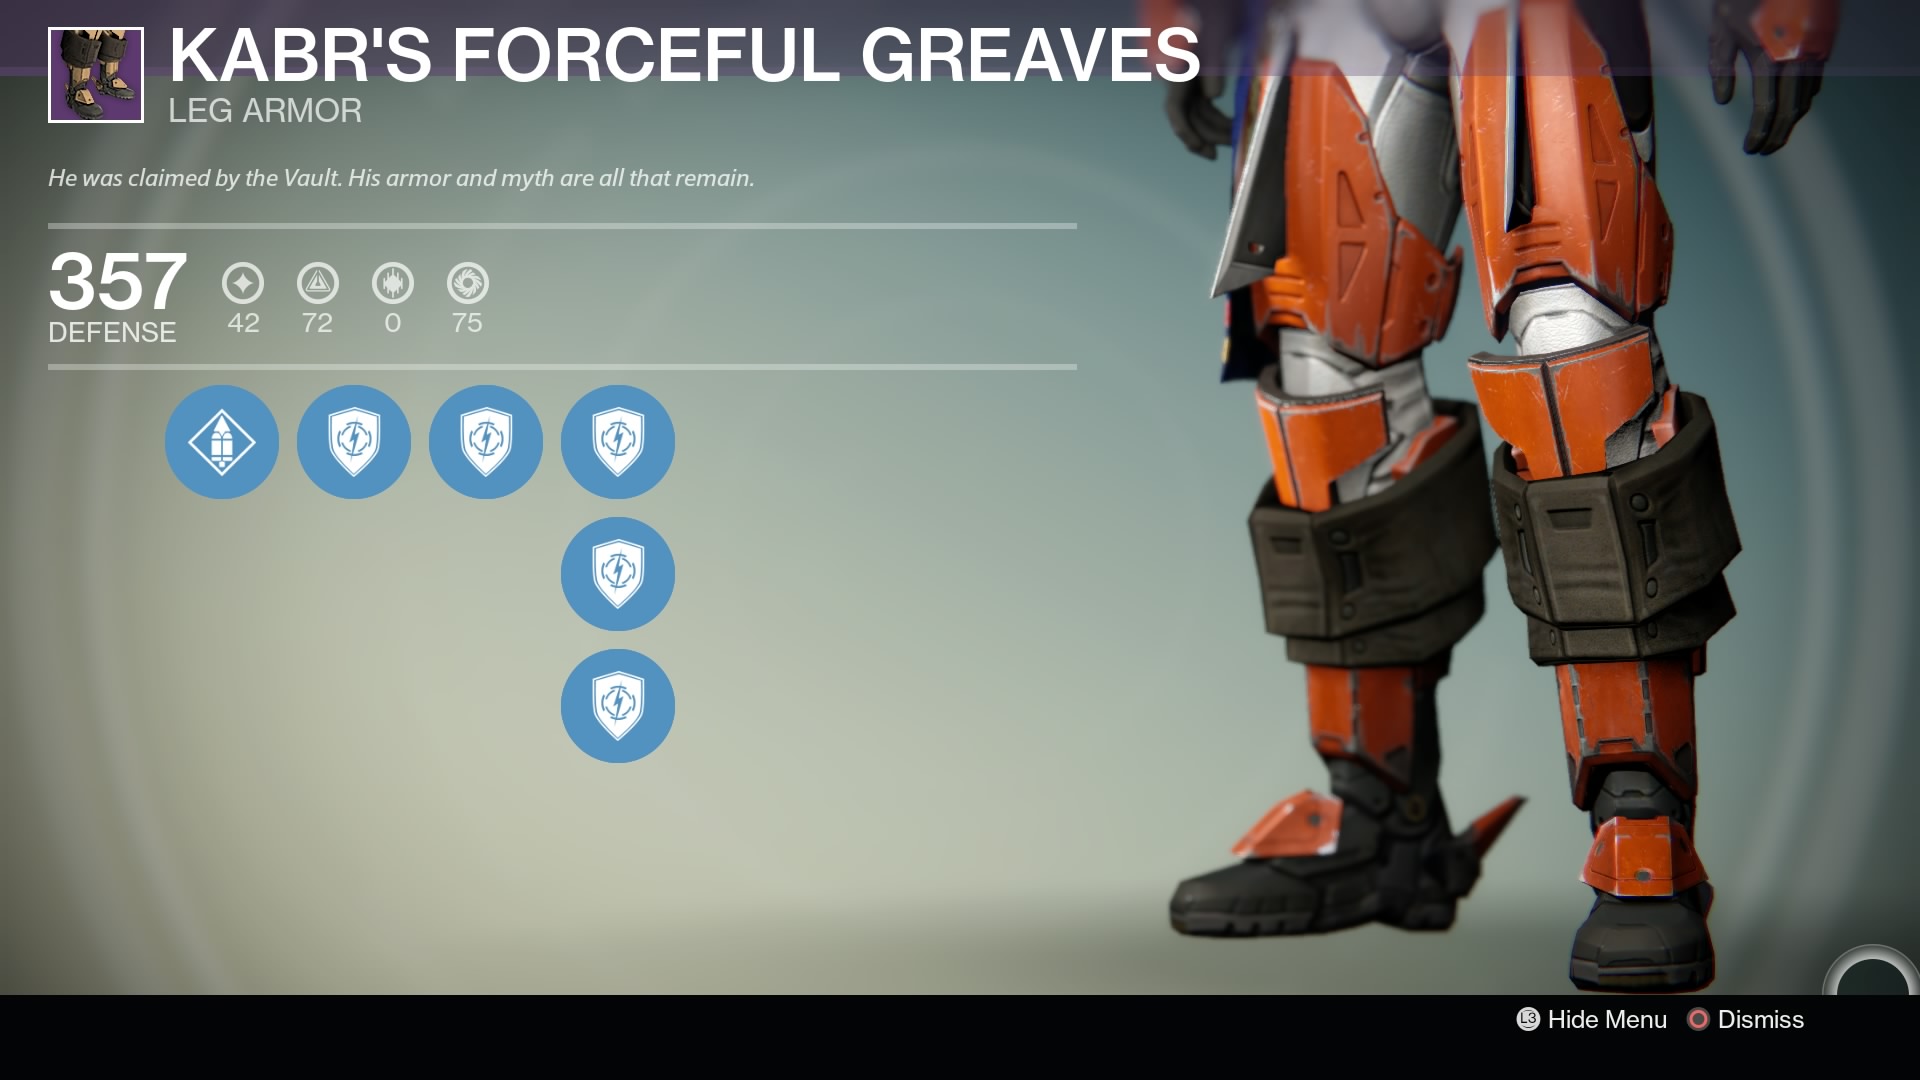 KABR'S FORCEFUL GREAVES
LEG ARMOR
He was claimed by the Vault. His armor and myth are all that remain.
357
DEFENSE
42 72 0 75
L3 Hide Menu Dismiss